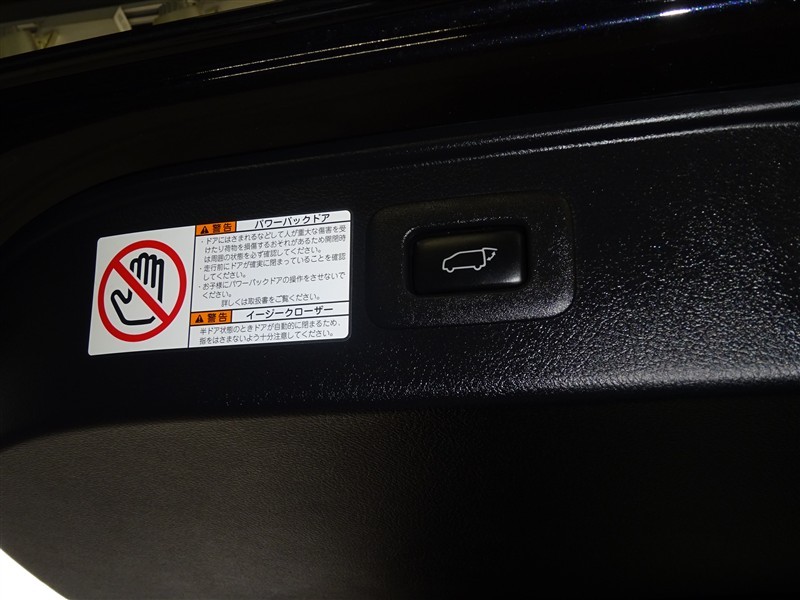 警告 パワーバックドア
・ドアにはさまれるなどして人が重大な傷害を受
けたり荷物を損傷するおそれがあるため開閉時
は周囲の状態を必ず確認してください。
・走行前にドアが確実に閉まっていることを確認
してください。
・お子様にパワーバックドアの操作をさせないで
ください。
詳しくは取扱書をご覧ください。
警告 イージークローザー
半ドア状態のときドアが自動的に閉まるため、
指をはさまないよう十分注意してください。